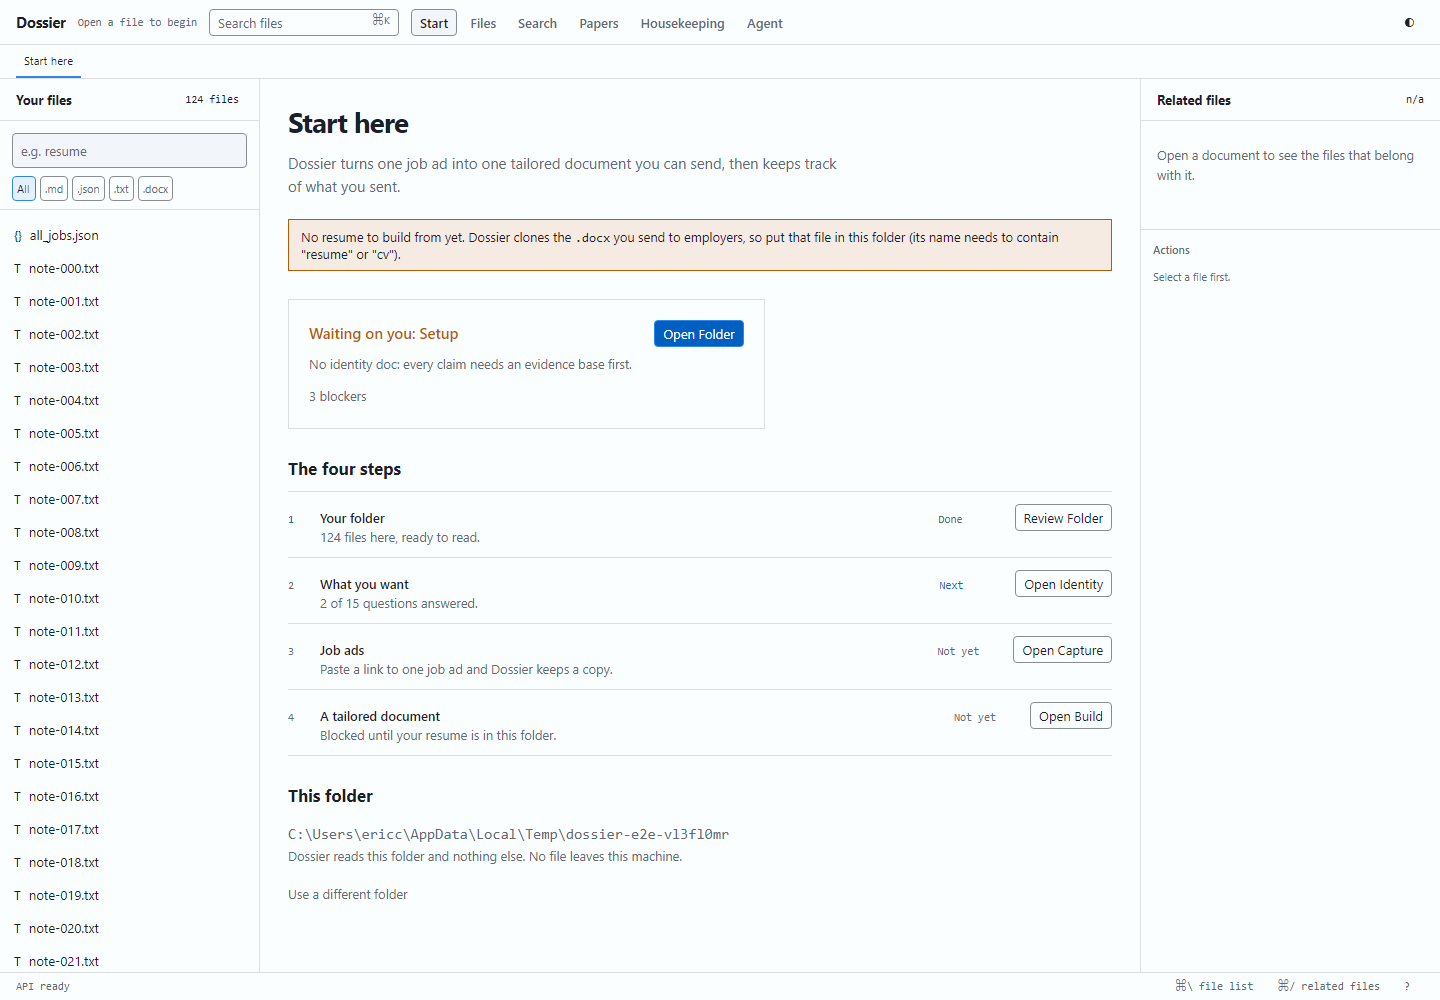 Dossier Open a file to begin Search files ⌘K Start Files Search Papers Housekeeping Agent
Start here
Your files 124 files
e.g. resume
All .md .json .txt .docx
{} all_jobs.json
T note-000.txt
T note-001.txt
T note-002.txt
T note-003.txt
T note-004.txt
T note-005.txt
T note-006.txt
T note-007.txt
T note-008.txt
T note-009.txt
T note-010.txt
T note-011.txt
T note-012.txt
T note-013.txt
T note-014.txt
T note-015.txt
T note-016.txt
T note-017.txt
T note-018.txt
T note-019.txt
T note-020.txt
T note-021.txt
Start here
Dossier turns one job ad into one tailored document you can send, then keeps track
of what you sent.
No resume to build from yet. Dossier clones the .docx you send to employers, so put that file in this folder (its name needs to contain
"resume" or "cv").
Waiting on you: Setup Open Folder
No identity doc: every claim needs an evidence base first.
3 blockers
The four steps
1 Your folder Done Review Folder
124 files here, ready to read.
2 What you want Next Open Identity
2 of 15 questions answered.
3 Job ads Not yet Open Capture
Paste a link to one job ad and Dossier keeps a copy.
4 A tailored document Not yet Open Build
Blocked until your resume is in this folder.
This folder
C:\Users\ericc\AppData\Local\Temp\dossier-e2e-vl3fl0mr
Dossier reads this folder and nothing else. No file leaves this machine.
Use a different folder
Related files n/a
Open a document to see the files that belong
with it.
Actions
Select a file first.
API ready ⌘\ file list ⌘/ related files ?